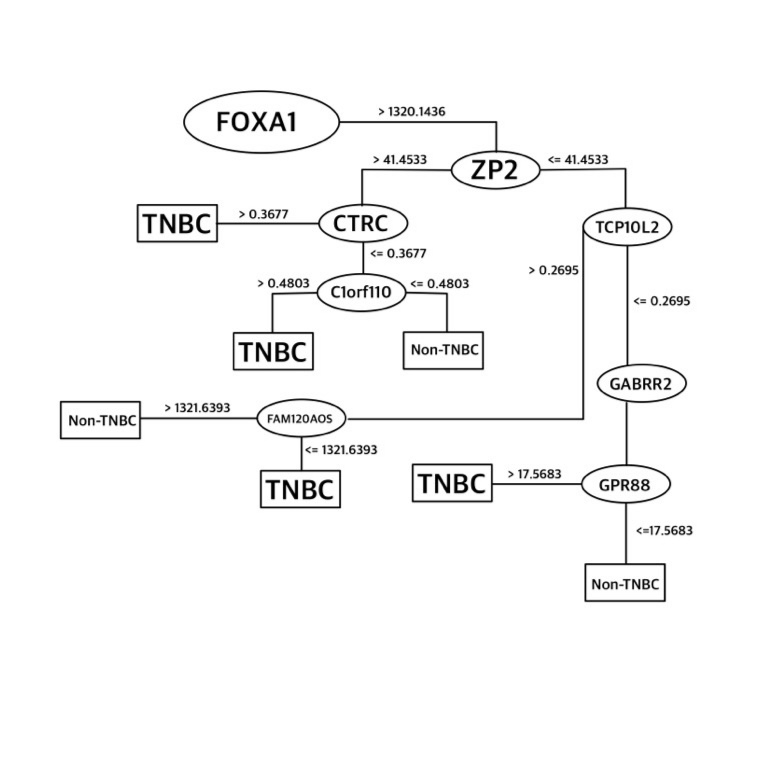 FOXA1
> 1320.1436
> 41.4533
ZP2
<= 41.4533
TNBC
> 0.3677
CTRC
TCP10L2
<= 0.3677
> 0.2695
> 0.4803
C1orf110
<= 0.4803
<= 0.2695
TNBC
Non-TNBC
GABRR2
Non-TNBC
> 1321.6393
FAM120AOS
<= 1321.6393
TNBC
TNBC
> 17.5683
GPR88
<=17.5683
Non-TNBC